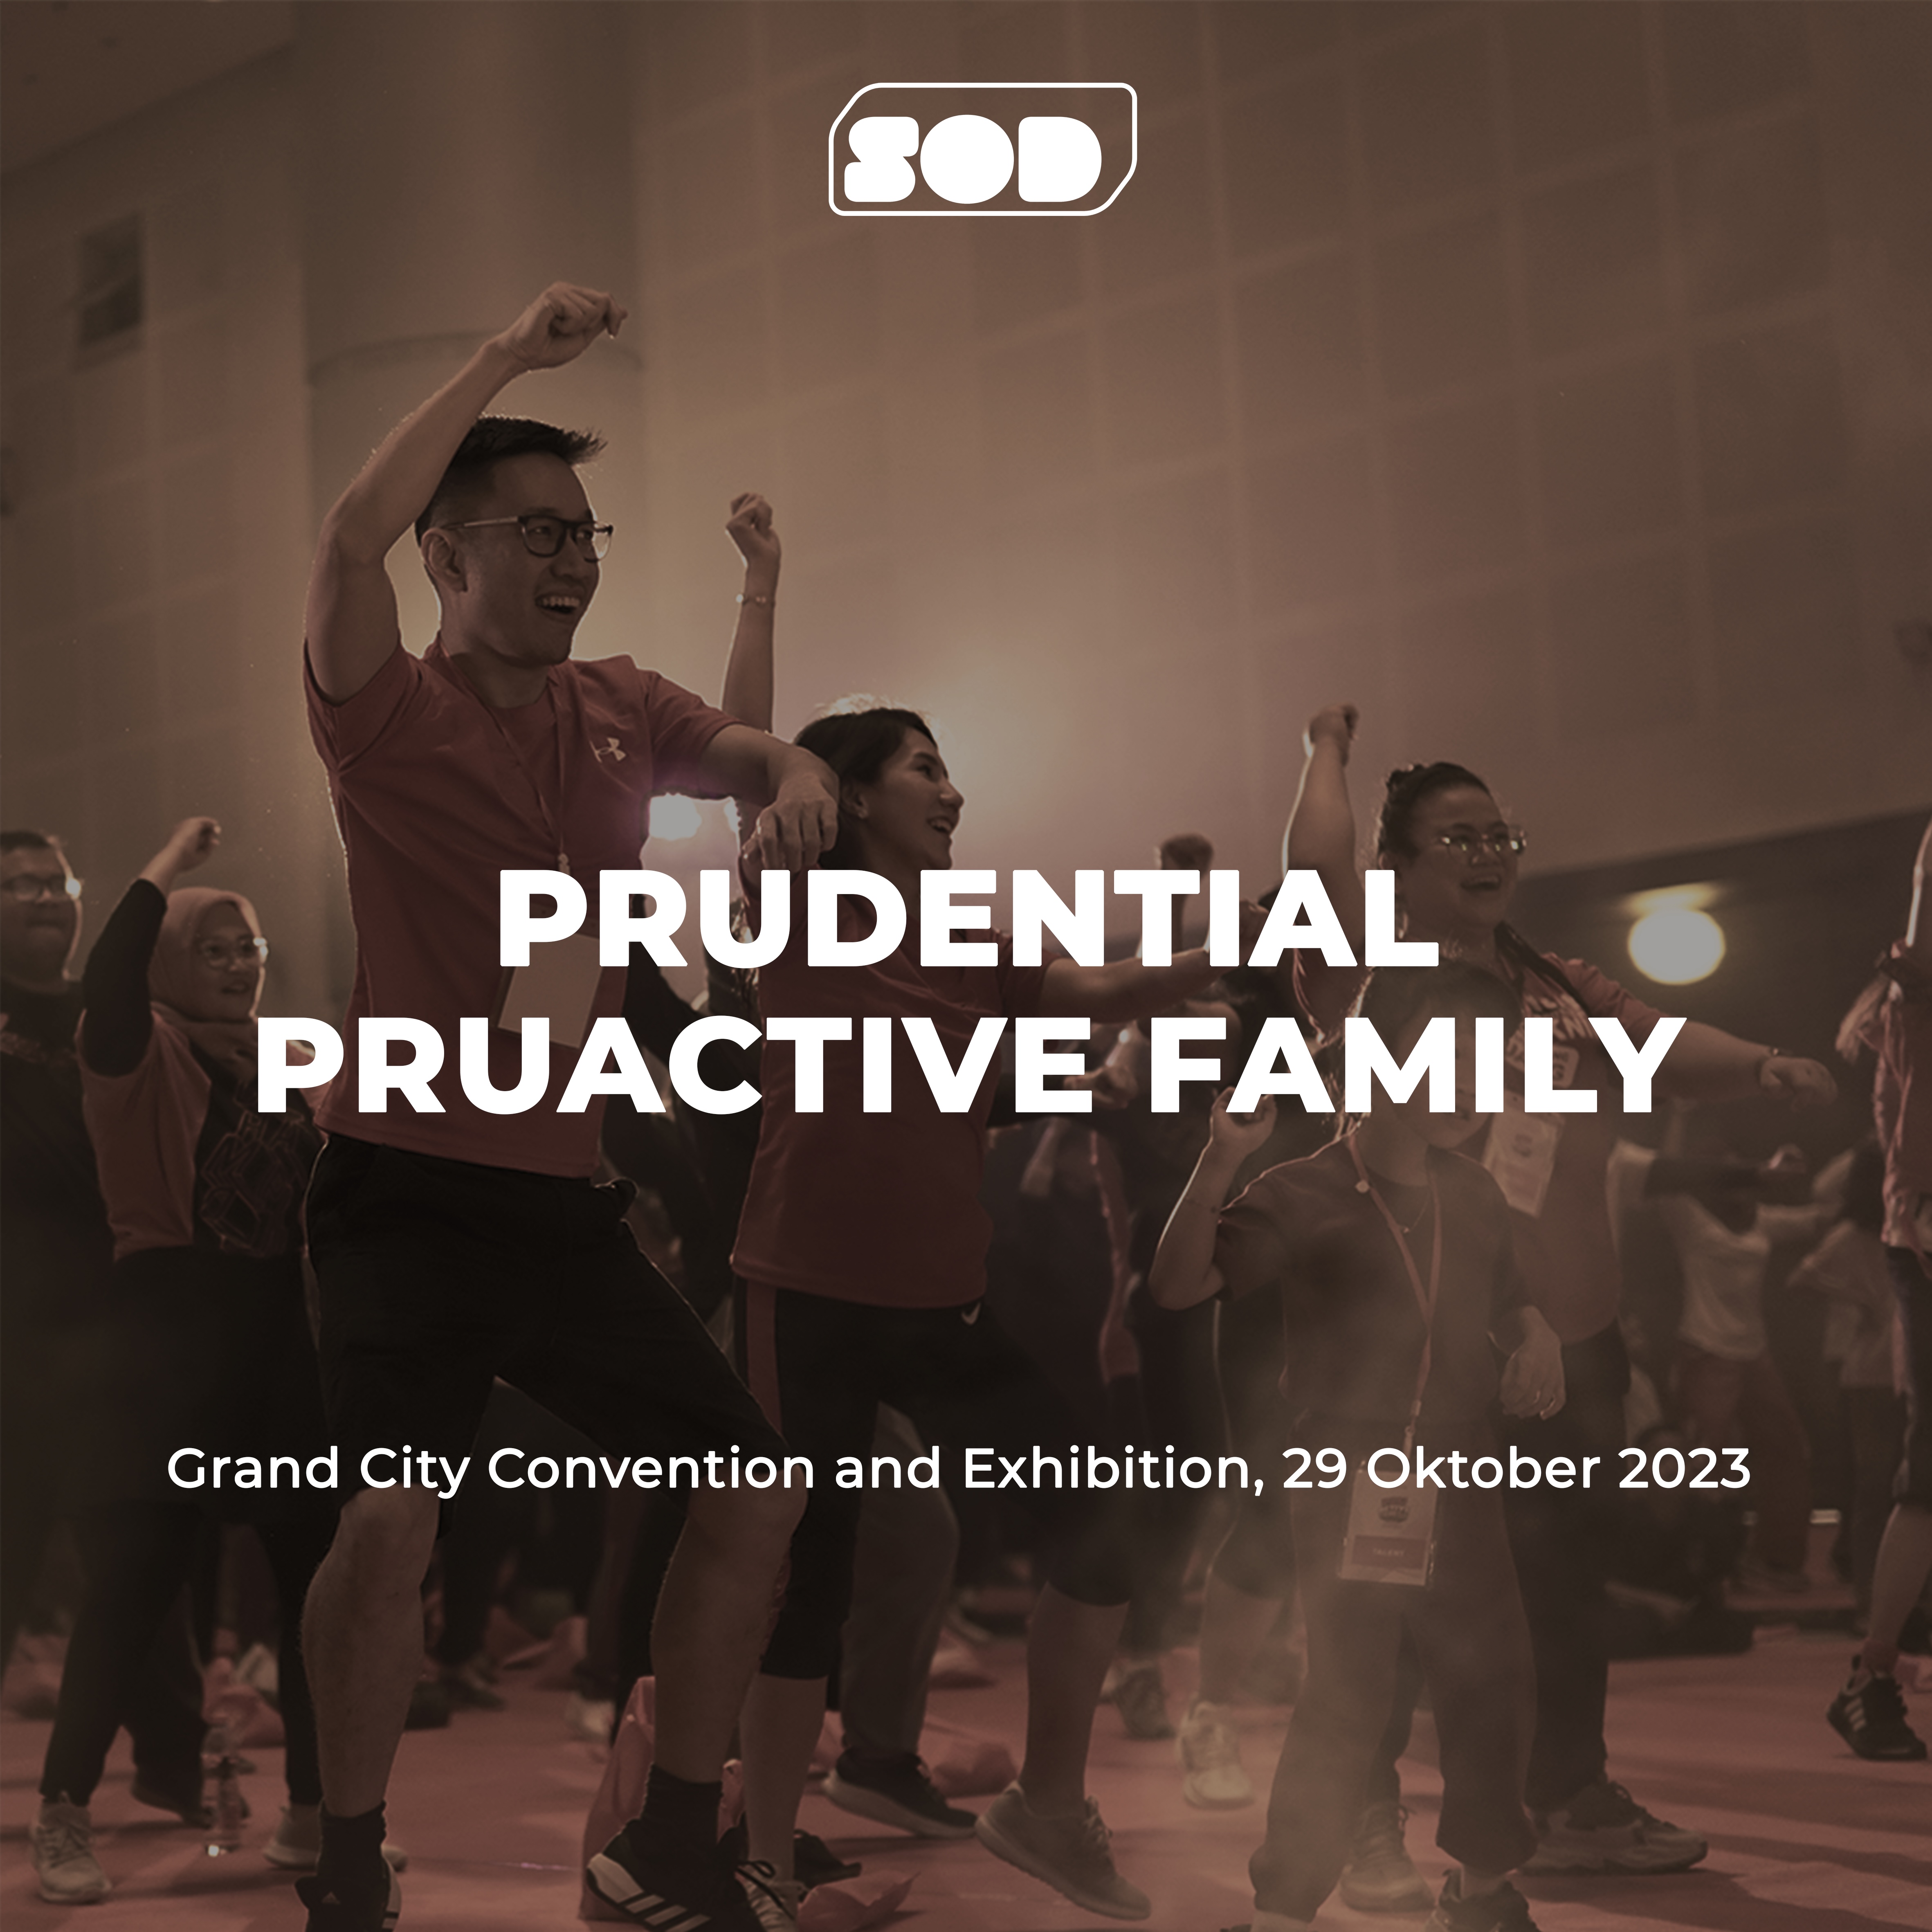 SOD
PRUDENTIAL
PRUACTIVE FAMILY
Grand City Convention and Exhibition, 29 Oktober 2023